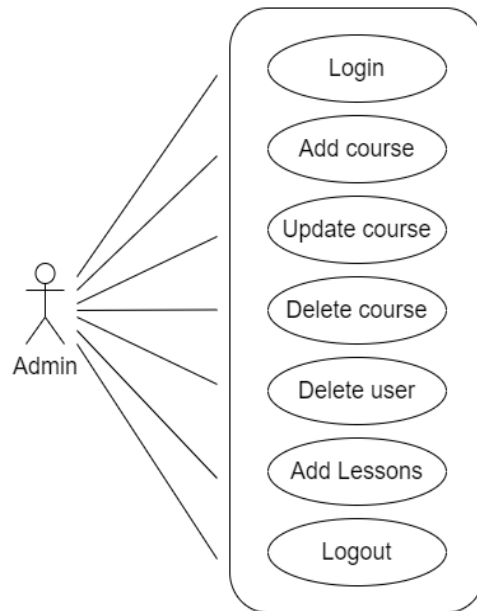 Login
Add course
Update course
Delete course
Admin
Delete user
Add Lessons
Logout